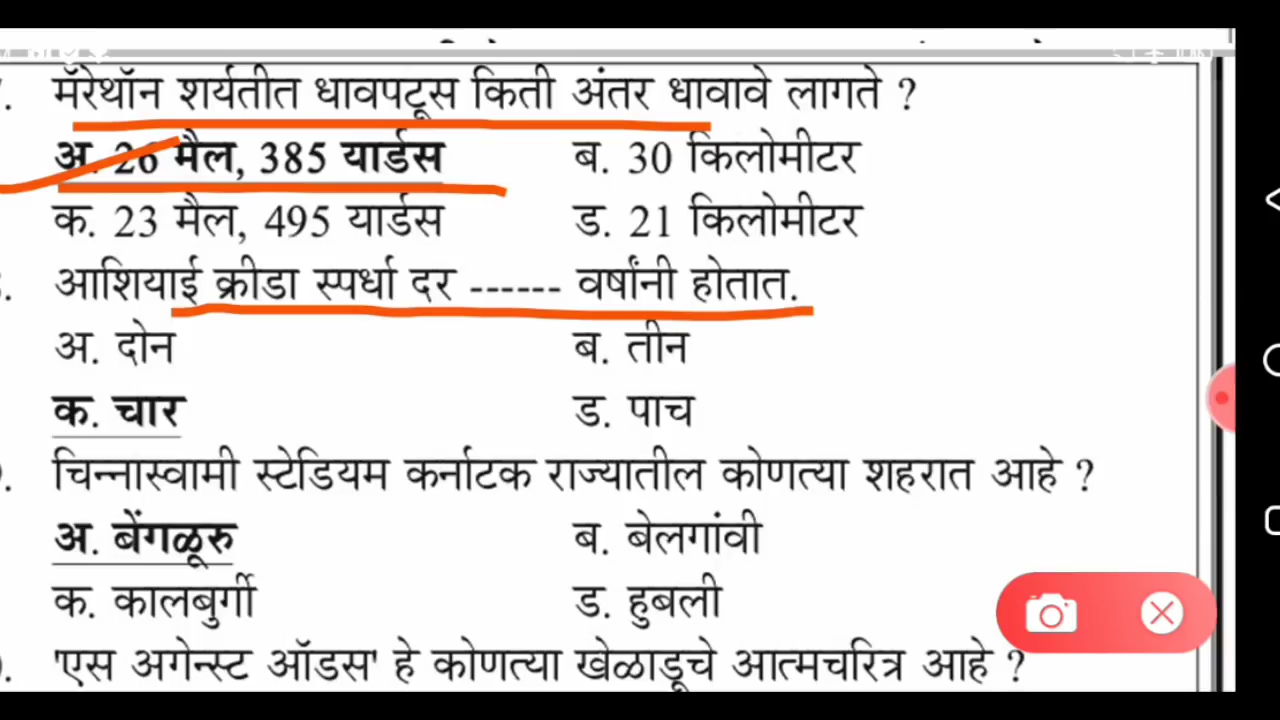 मॅरेथॉन शर्यतीत धावपटूस किती अंतर धावावे लागते ?
अ. 26 मैल, 385 यार्डस ब. 30 किलोमीटर
क. 23 मैल, 495 यार्डस ड. 21 किलोमीटर
आशियाई क्रीडा स्पर्धा दर ------ वर्षांनी होतात.
अ. दोन ब. तीन
क. चार ड. पाच
चिन्नास्वामी स्टेडियम कर्नाटक राज्यातील कोणत्या शहरात आहे ?
अ. बेंगळूरु ब. बेलगांवी
क. कालबुर्गी ड. हुबली
'एस अगेन्स्ट ऑडस' हे कोणत्या खेळाडूचे आत्मचरित्र आहे ?